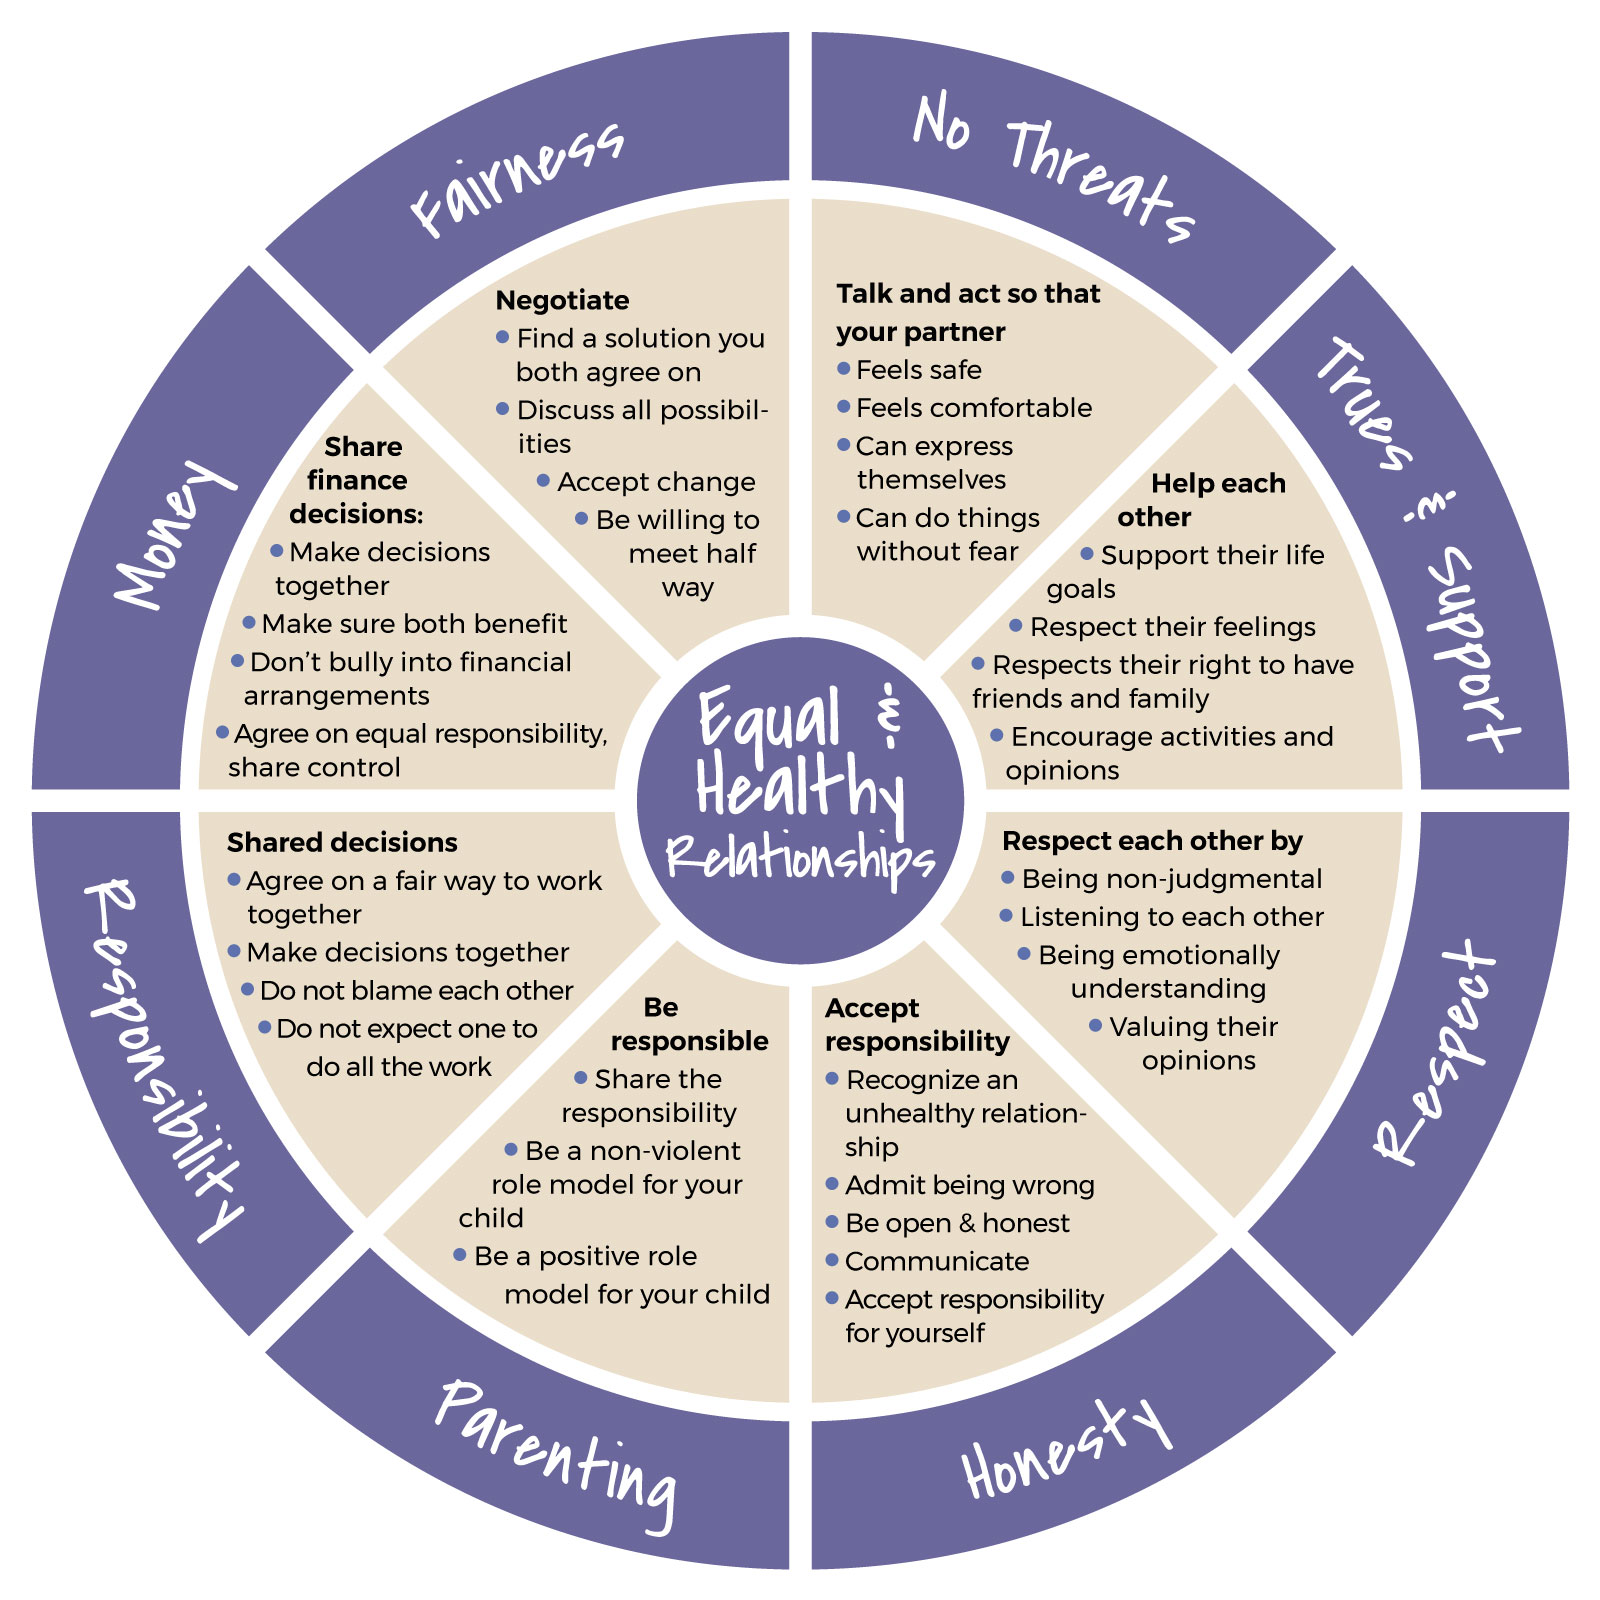 Fairness
Negotiate
Find a solution you
both agree on
Discuss all possibil-
ities
Accept change
Be willing to
meet half
way
No Threats
Talk and act so that
your partner
Feels safe
Feels comfortable
Can express
themselves
Can do things
without fear
Trues & Support
Help each
other
Support their life
goals
Respect their feelings
Respects their right to have
friends and family
Encourage activities and
opinions
Respect
Respect each other by
Being non-judgmental
Listening to each other
Being emotionally
understanding
Valuing their
opinions
Honesty
Accept
responsibility
Recognize an
unhealthy relation-
ship
Admit being wrong
Be open & honest
Communicate
Accept responsibility
for yourself
Parenting
Be
responsible
Share the
responsibility
Be a non-violent
role model for your
child
Be a positive role
model for your child
Responsibility
Shared decisions
Agree on a fair way to work
together
Make decisions together
Do not blame each other
Do not expect one to
do all the work
Money
Share
finance
decisions:
Make decisions
together
Make sure both benefit
Don’t bully into financial
arrangements
Agree on equal responsibility,
share control
Equal &
Healthy
Relationships